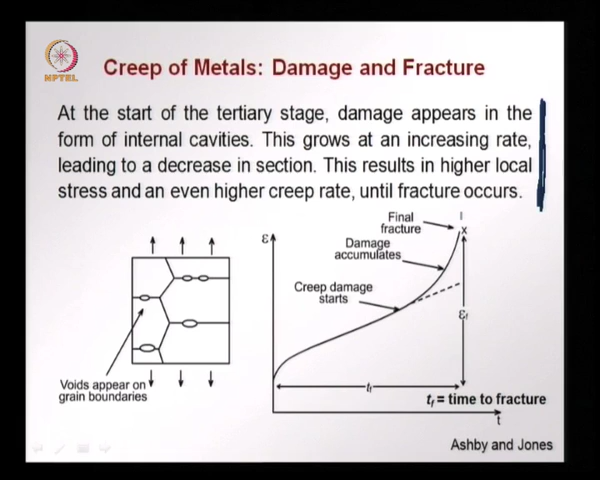 NPTEL
Creep of Metals: Damage and Fracture
At the start of the tertiary stage, damage appears in the
form of internal cavities. This grows at an increasing rate,
leading to a decrease in section. This results in higher local
stress and an even higher creep rate, until fracture occurs.
Final
fracture
x
ε
Damage
accumulates
Creep damage
starts
εf
Voids appear on
grain boundaries
tf
tf = time to fracture
t
Ashby and Jones